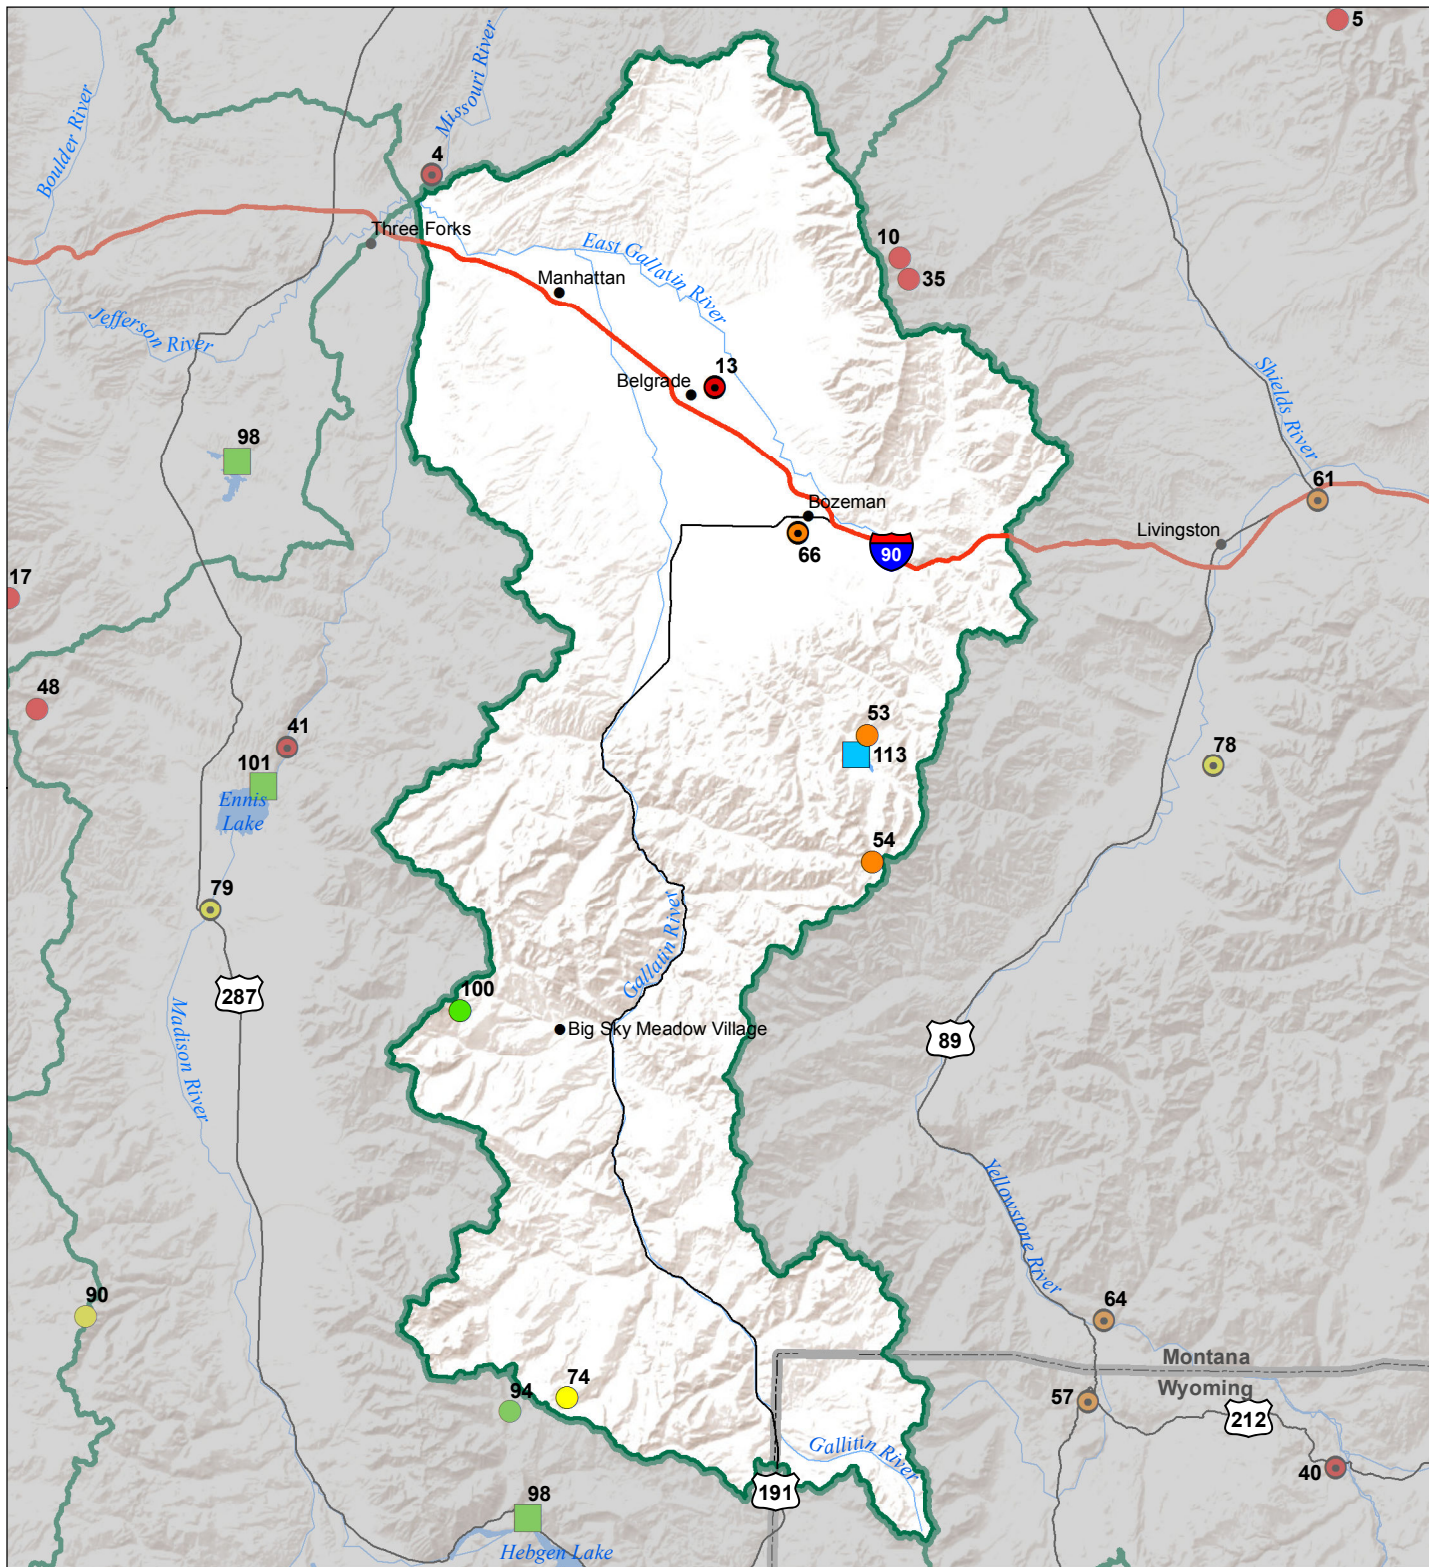 5
Missouri River
Boulder River
4
Three Forks
10
East Gallatin River
35
Manhattan
Jefferson River
13
Belgrade
Shields River
98
61
Bozeman
Livingston
66
90
17
53
48
41
113
78
101
Ennis
Lake
54
79
Gallatin River
100
287
Big Sky Meadow Village
Madison River
89
Yellowstone River
90
64
Montana
Wyoming
74
94
57
212
Gallitin River
40
191
98
Hebgen Lake